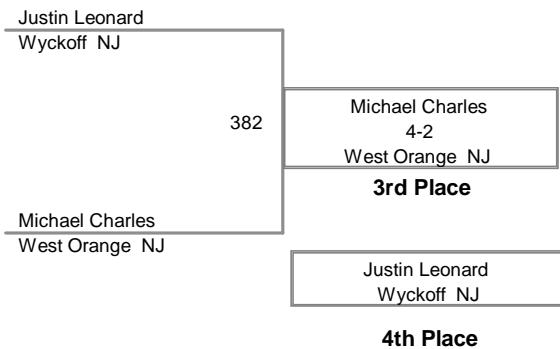 Justin Leonard
Wyckoff NJ
382
Michael Charles
4-2
West Orange NJ
3rd Place
Michael Charles
West Orange NJ
Justin Leonard
Wyckoff NJ
4th Place